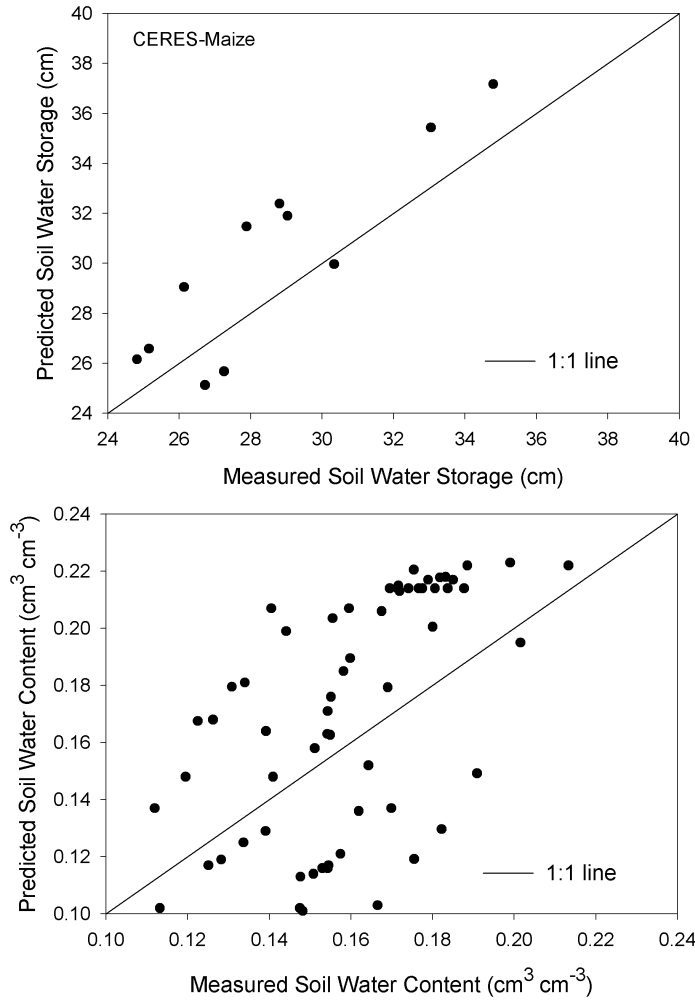 40
CERES-Maize
38
36
34
32
30
28
26
24
Predicted Soil Water Storage (cm)
1:1 line
24 26 28 30 32 34 36 38 40
Measured Soil Water Storage (cm)
0.24
0.22
0.20
0.18
0.16
0.14
0.12
0.10
Predicted Soil Water Content (cm³ cm⁻³)
1:1 line
0.10 0.12 0.14 0.16 0.18 0.20 0.22 0.24
Measured Soil Water Content (cm³ cm⁻³)